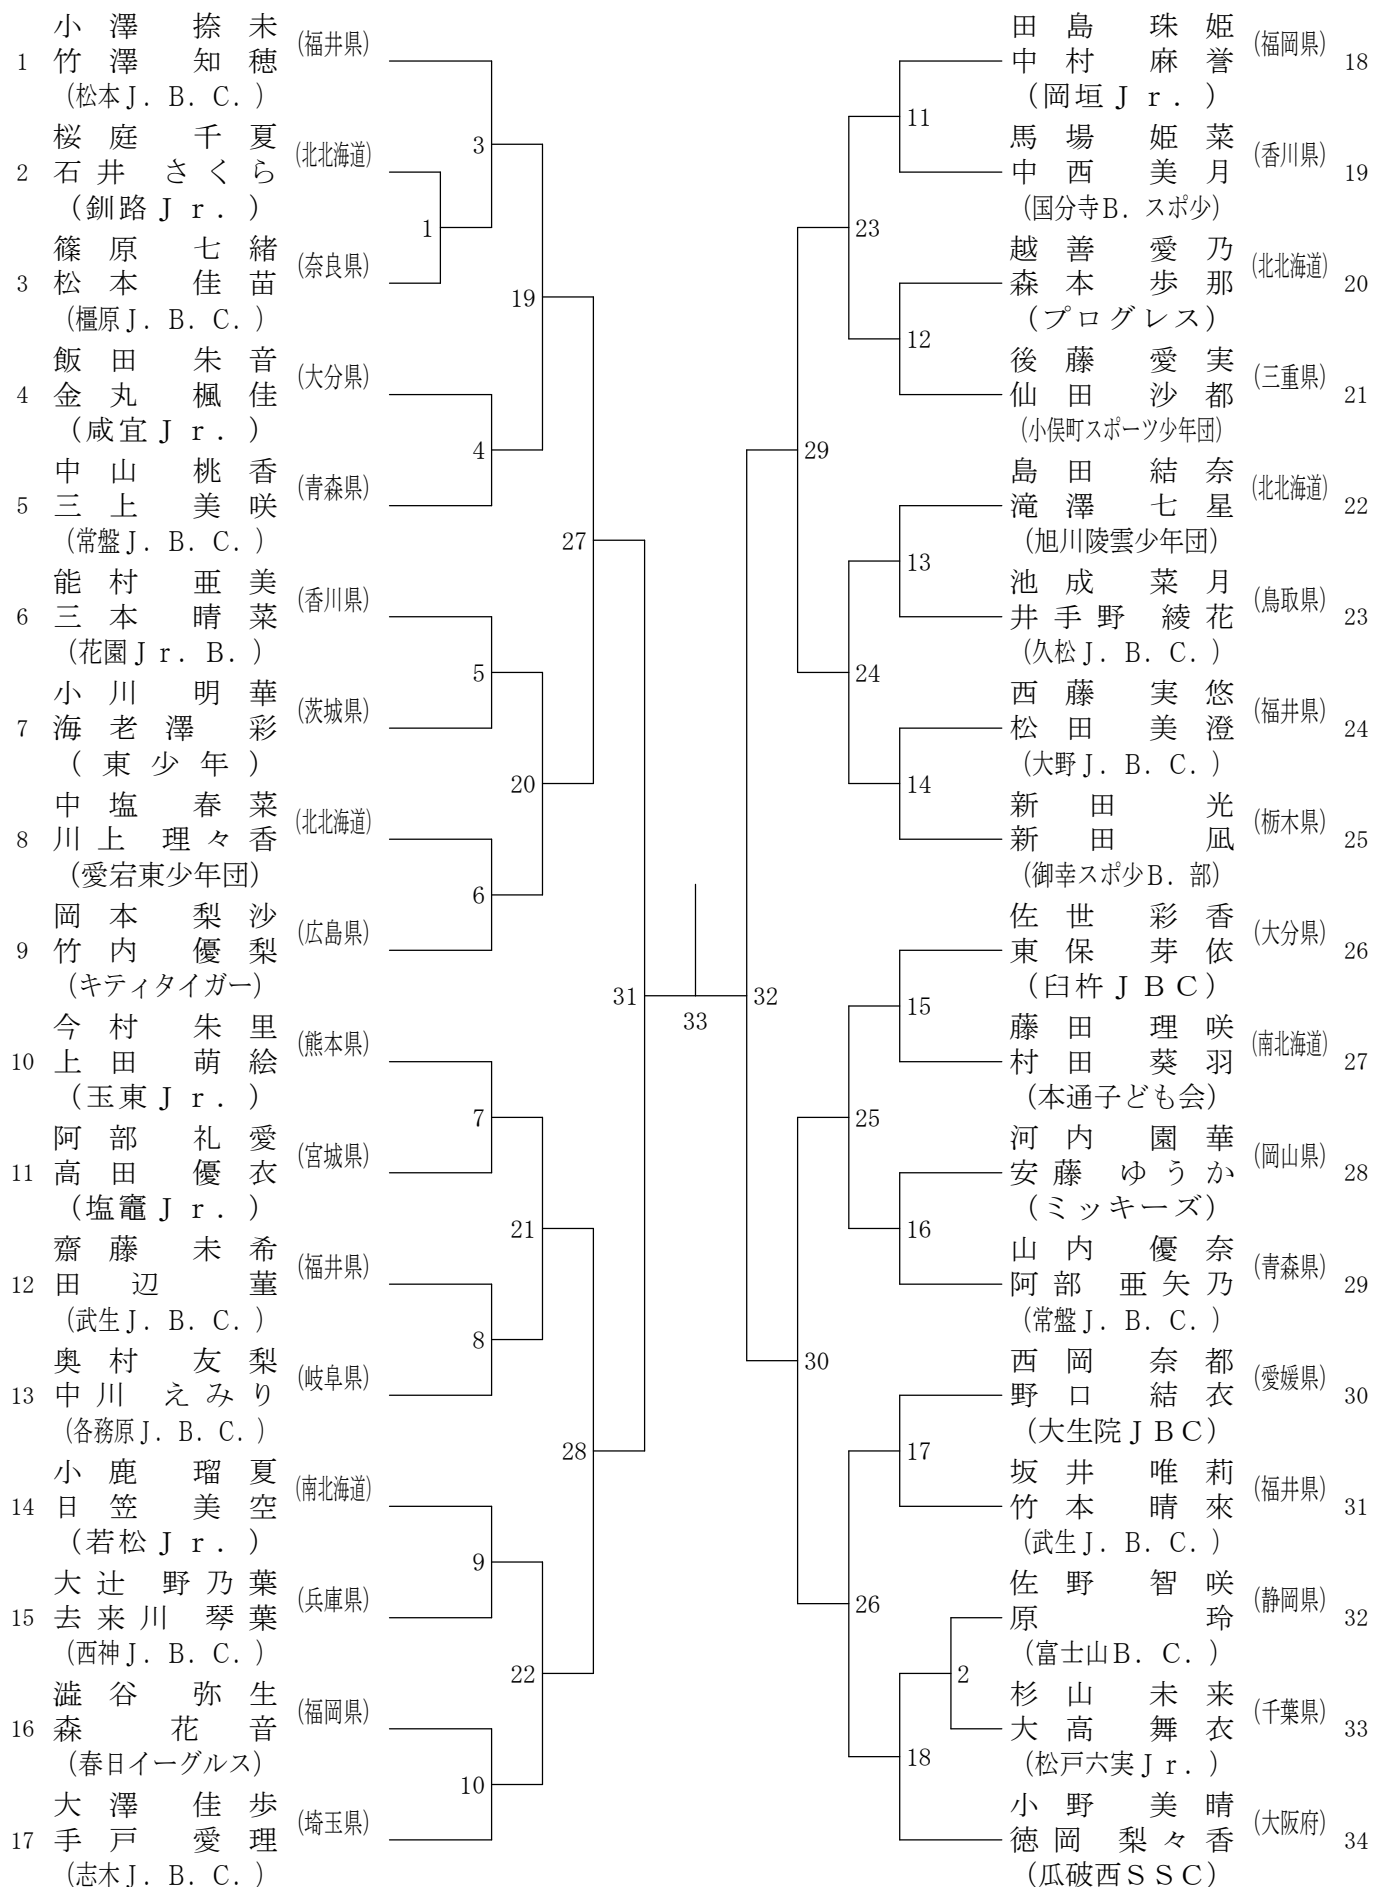 小澤 捺未 (福井県)
1 竹澤 知穂
(松本J．B．C．)
桜庭 千夏 (北北海道)
2 石井 さくら
(釧路Jr．)
篠原 七緒 (奈良県)
3 松本 佳苗
(橿原J．B．C．)
飯田 朱音 (大分県)
4 金丸 楓佳
(咸宜Jr．)
中山 桃香 (青森県)
5 三上 美咲
(常盤J．B．C．)
能村 亜美 (香川県)
6 三本 晴菜
(花園Jr．B．)
小川 明華 (茨城県)
7 海老澤 彩
(東少年)
中塩 春菜 (北北海道)
8 川上 理々香
(愛宕東少年団)
岡本 梨沙 (広島県)
9 竹内 優梨
(キティタイガー)
今村 朱里 (熊本県)
10 上田 萌絵
(玉東Jr．)
阿部 礼愛 (宮城県)
11 高田 優衣
(塩竈Jr．)
齋藤 未希 (福井県)
12 田辺 菫
(武生J．B．C．)
奥村 友梨 (岐阜県)
13 中川 えみり
(各務原J．B．C．)
小鹿 瑠夏 (南北海道)
14 日笠 美空
(若松Jr．)
大辻 野乃葉 (兵庫県)
15 去来川 琴葉
(西神J．B．C．)
澁谷 弥生 (福岡県)
16 森 花音
(春日イーグルス)
大澤 佳歩 (埼玉県)
17 手戸 愛理
(志木J．B．C．)
3
1
19
4
27
5
20
6
31
7
21
8
28
9
22
10
33
32
11
23
12
29
13
24
14
15
25
16
30
17
26
2
18
田島 珠姫 (福岡県)
中村 麻誉 18
(岡垣Jr．)
馬場 姫菜 (香川県)
中西 美月 19
(国分寺B．スポ少)
越善 愛乃 (北北海道)
森本 歩那 20
(プログレス)
後藤 愛実 (三重県)
仙田 沙都 21
(小俣町スポーツ少年団)
島田 結奈 (北北海道)
滝澤 七星 22
(旭川陵雲少年団)
池成 菜月 (鳥取県)
井手野 綾花 23
(久松J．B．C．)
西藤 実悠 (福井県)
松田 美澄 24
(大野J．B．C．)
新田 光 (栃木県)
新田 凪 25
(御幸スポ少B．部)
佐世 彩香 (大分県)
東保 芽依 26
(臼杵JBC)
藤田 理咲 (南北海道)
村田 葵羽 27
(本通子ども会)
河内 園華 (岡山県)
安藤 ゆうか 28
(ミッキーズ)
山内 優奈 (青森県)
阿部 亜矢乃 29
(常盤J．B．C．)
西岡 奈都 (愛媛県)
野口 結衣 30
(大生院JBC)
坂井 唯莉 (福井県)
竹本 晴來 31
(武生J．B．C．)
佐野 智咲 (静岡県)
原 玲 32
(富士山B．C．)
杉山 未来 (千葉県)
大高 舞衣 33
(松戸六実Jr．)
小野 美晴 (大阪府)
徳岡 梨々香 34
(瓜破西SSC)